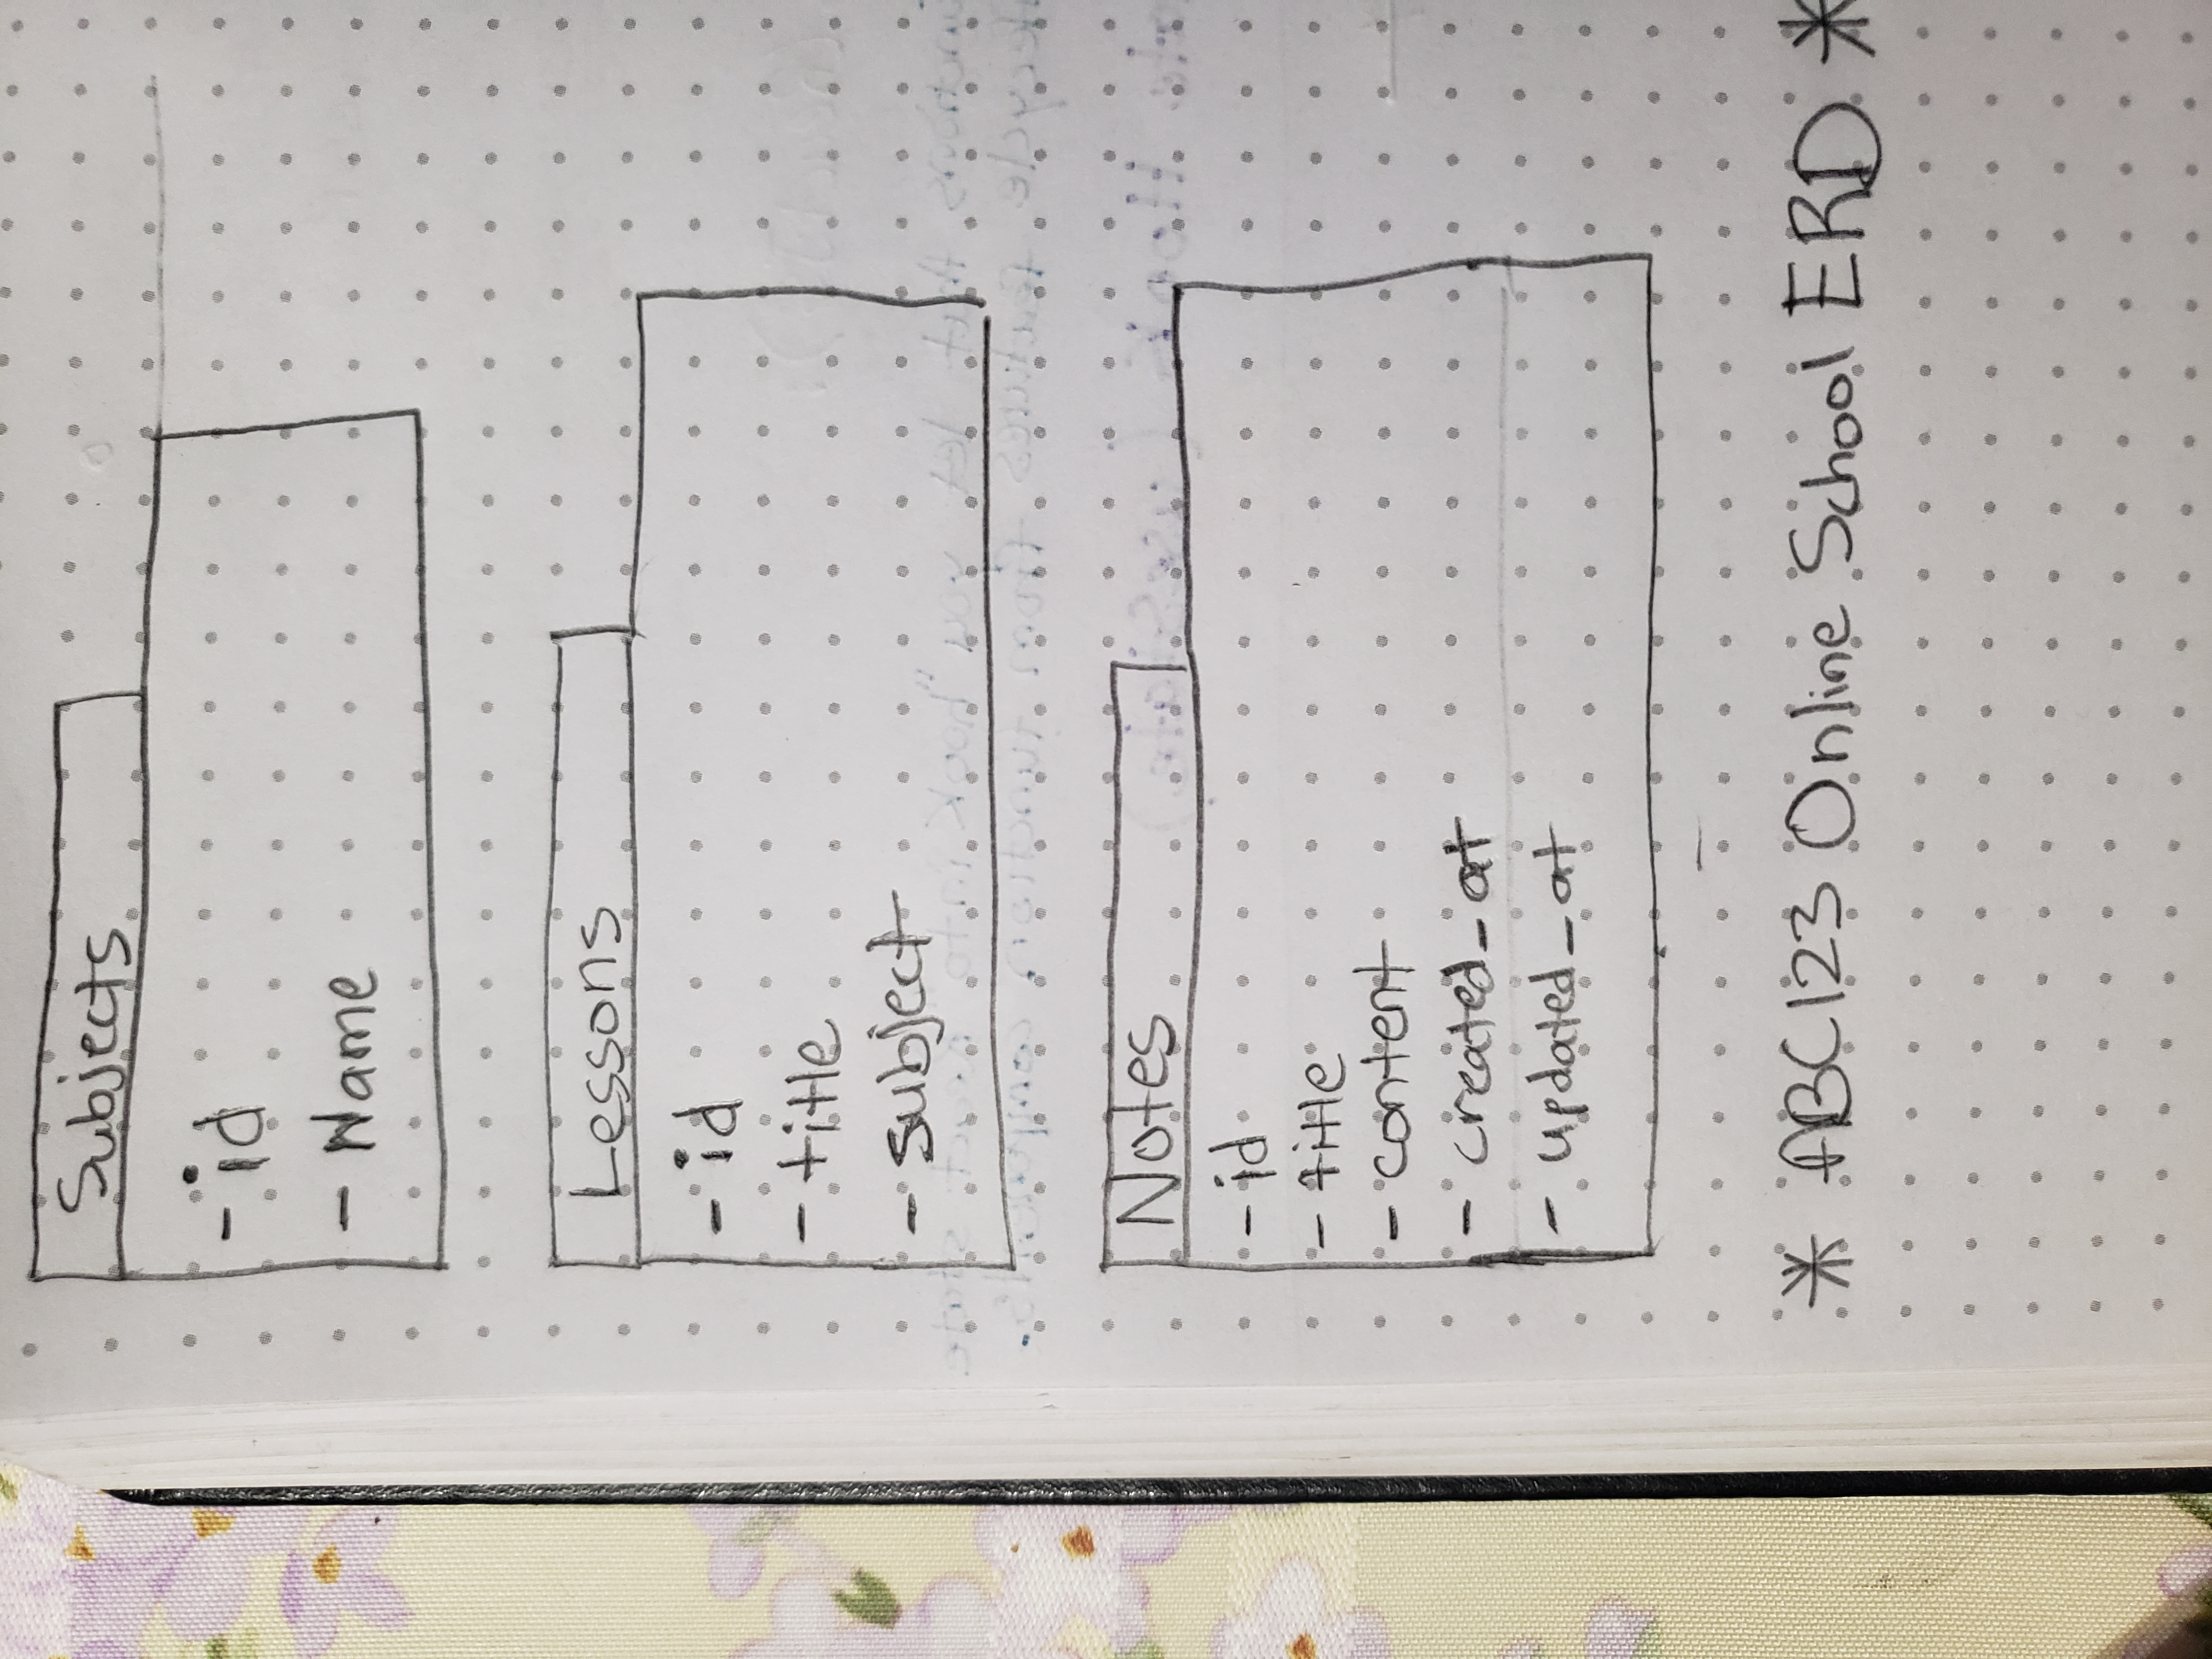 Subjects
- id
- Name
Lessons
- id
- title
- subject
Notes
- id
- title
- content
- created_at
- updated_at
* ABC123 Online School ERD *